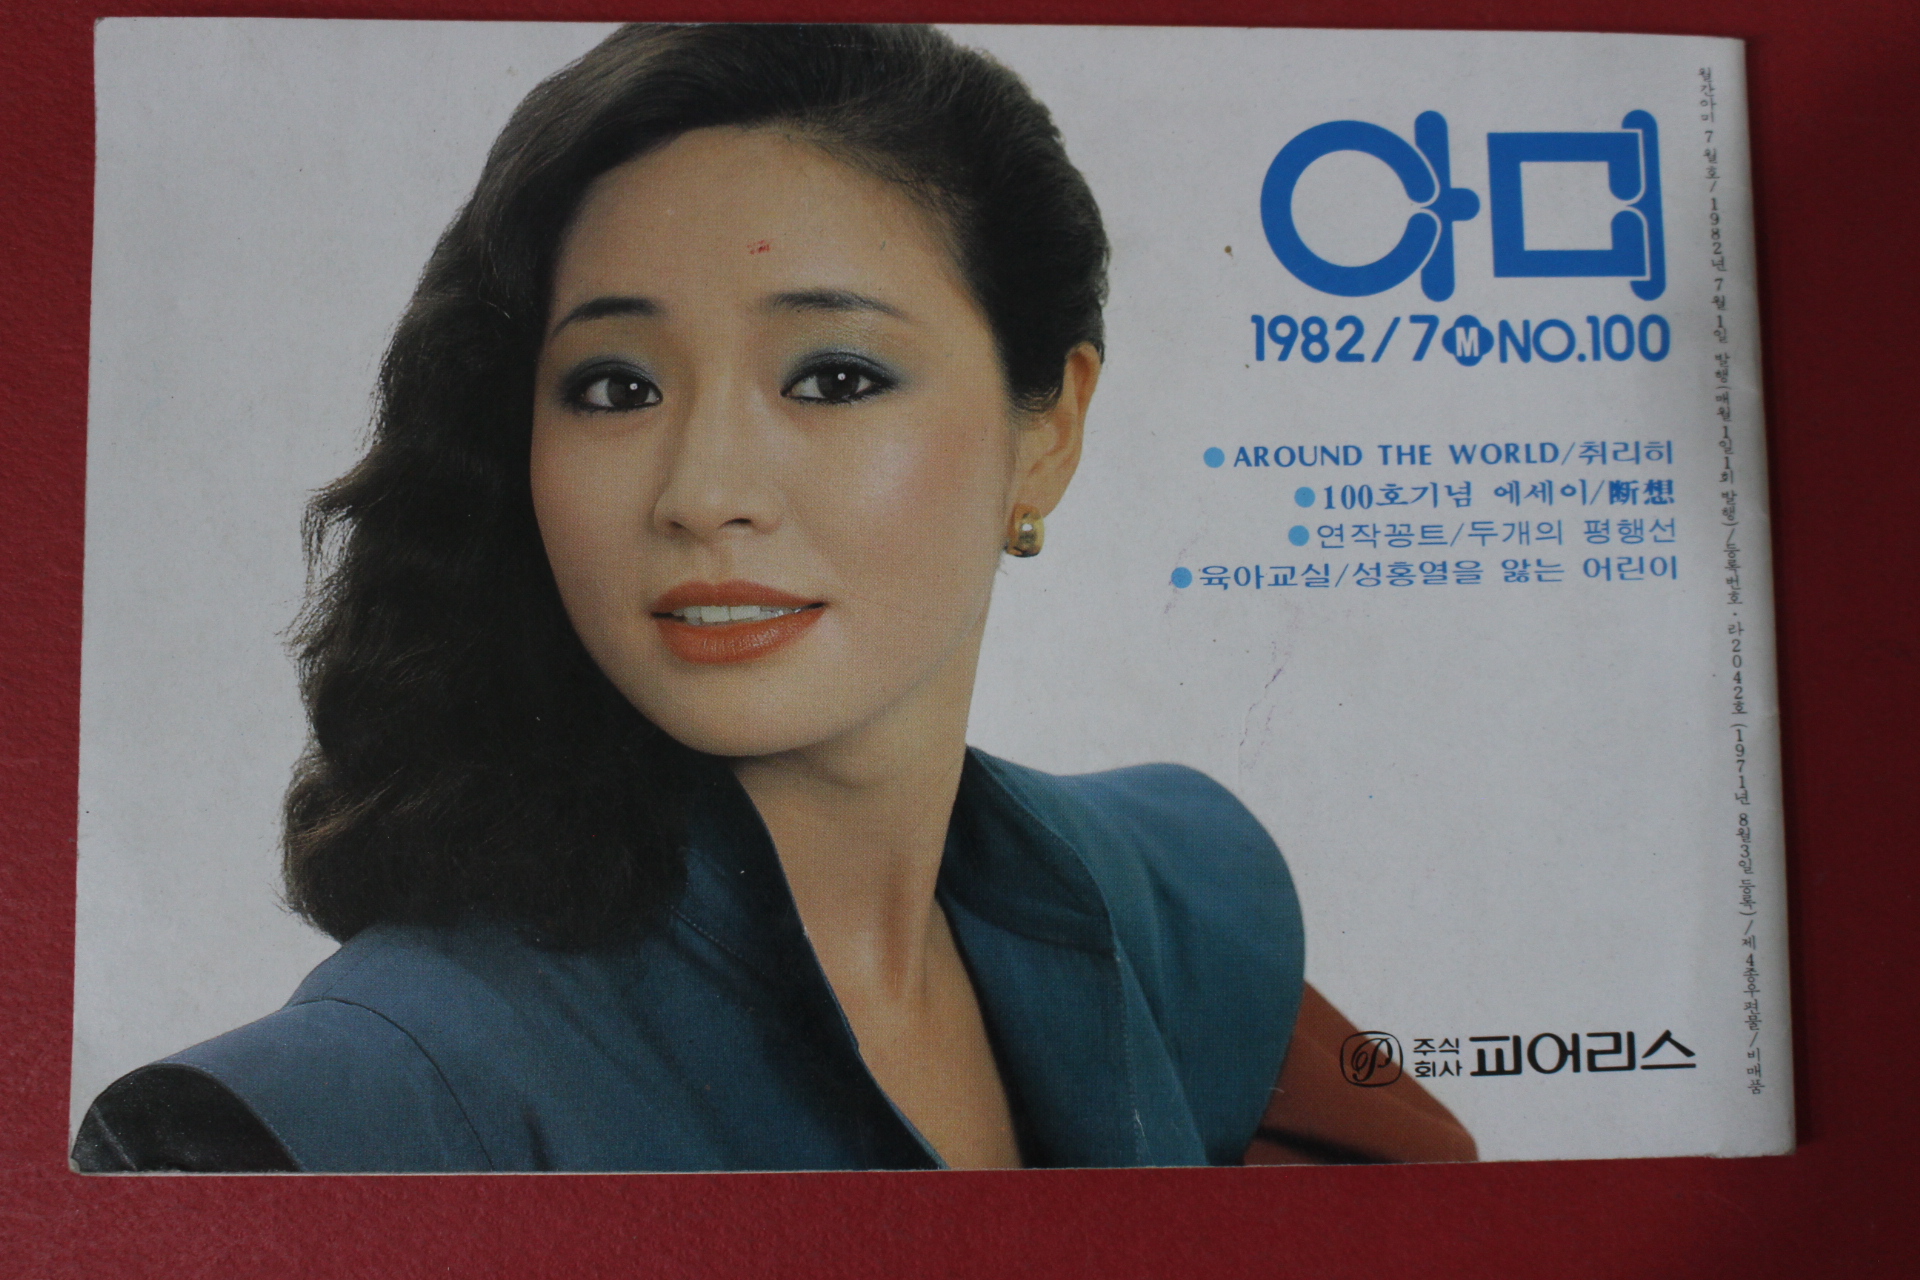 아미
1982/7 M NO.100
● AROUND THE WORLD/취리히
● 100호기념 에세이/断想
● 연작꽁트/두개의 평행선
● 육아교실/성홍열을 앓는 어린이
월간아미 7월호/1982년 7월1일 발행(매월1일1회 발행)/등록번호·라2042호(1971년 8월3일 등록)/제4종우편물/비매품
P 주식회사 피어리스